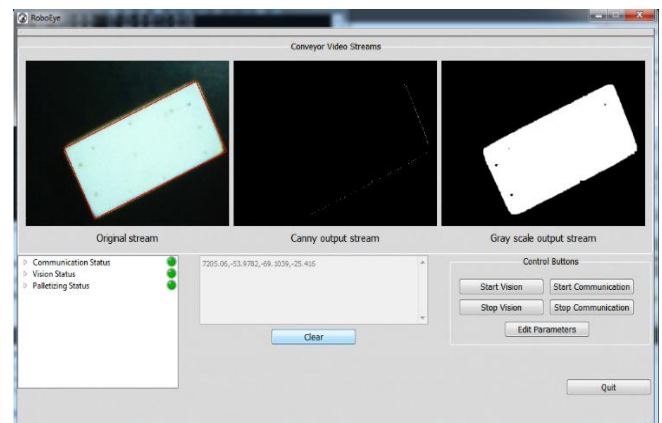 RoboEye
Conveyor Video Streams
Original stream
Canny output stream
Gray scale output stream
Communication Status
Vision Status
Palletizing Status
7205.06,-53.9782,-69.1039,-25.416
Clear
Control Buttons
Start Vision
Start Communication
Stop Vision
Stop Communication
Edit Parameters
Quit